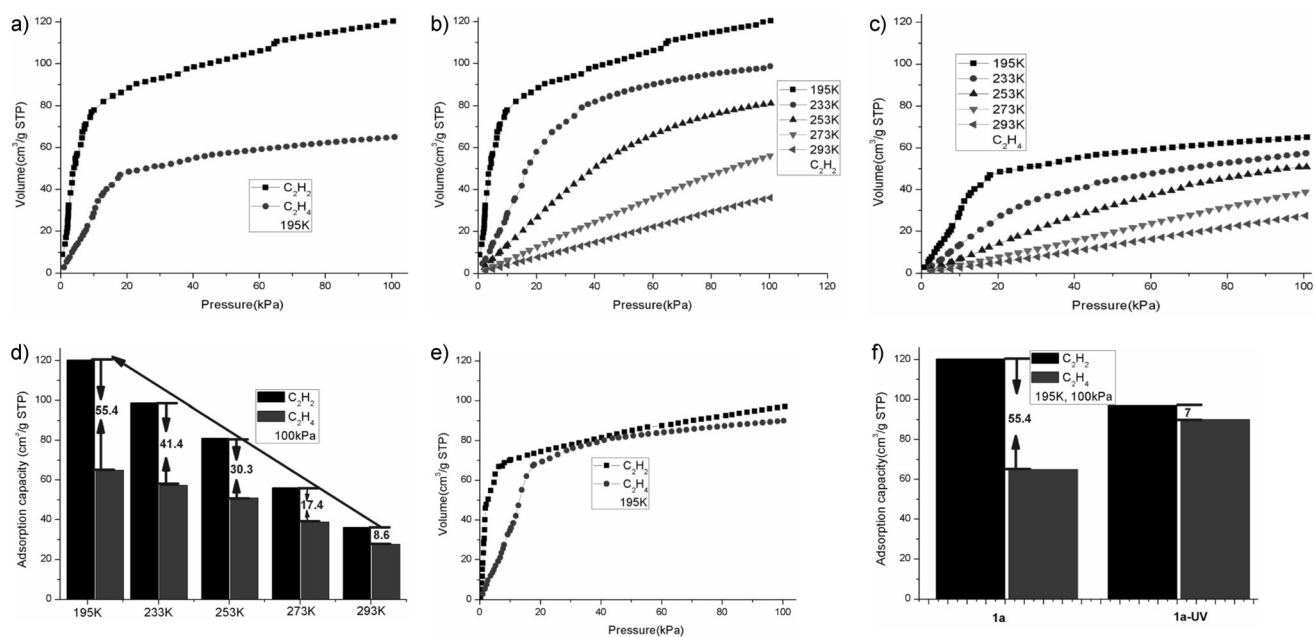 a)
Volume(cm³/g STP)
120
100
80
60
40
20
0
C₂H₂
C₂H₄
195K
0 20 40 60 80 100
Pressure(kPa)
b)
Volume(cm³/g STP)
120
100
80
60
40
20
0
195K
233K
253K
273K
293K
C₂H₂
0 20 40 60 80 100 120
Pressure(kPa)
c)
Volume(cm³/g STP)
120
100
80
60
40
20
0
195K
233K
253K
273K
293K
C₂H₄
0 20 40 60 80 100
Pressure(kPa)
d)
Adsorption capacity (cm³/g STP)
120
100
80
60
40
20
0
C₂H₂
C₂H₄
100kPa
55.4
41.4
30.3
17.4
8.6
195K 233K 253K 273K 293K
e)
Volume(cm³/g STP)
120
100
80
60
40
20
0
C₂H₂
C₂H₄
195K
0 20 40 60 80 100
Pressure(kPa)
f)
Adsorption capacity(cm³/g STP)
120
100
80
60
40
20
0
C₂H₂
C₂H₄
195K, 100kPa
55.4
7
1a 1a-UV